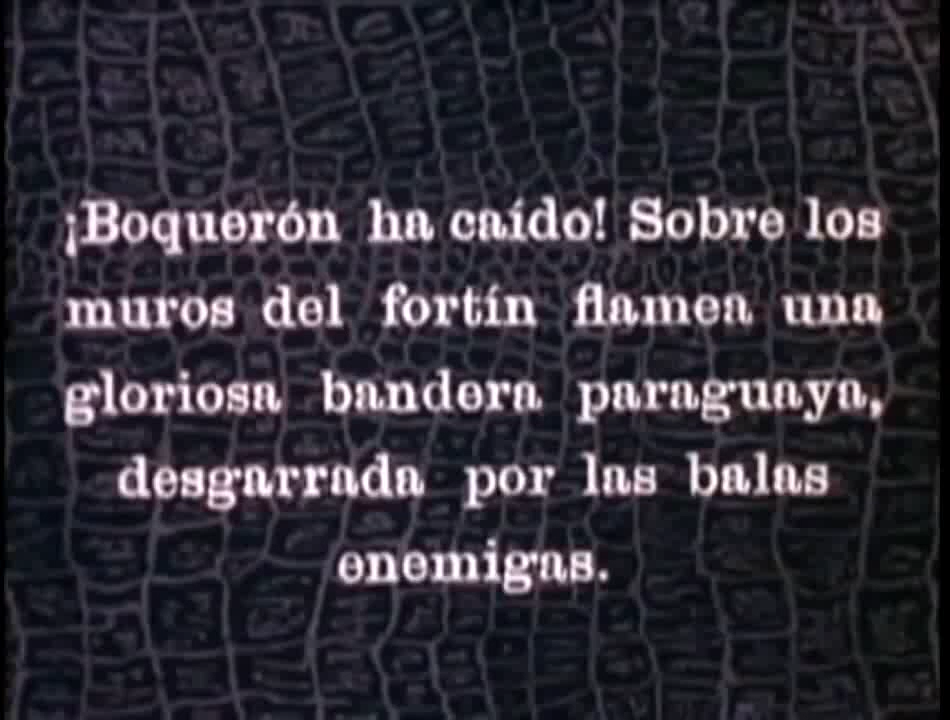 ¡Boquerón ha caído! Sobre los
muros del fortín flamea una
gloriosa bandera paraguaya,
desgarrada por las balas
enemigas.